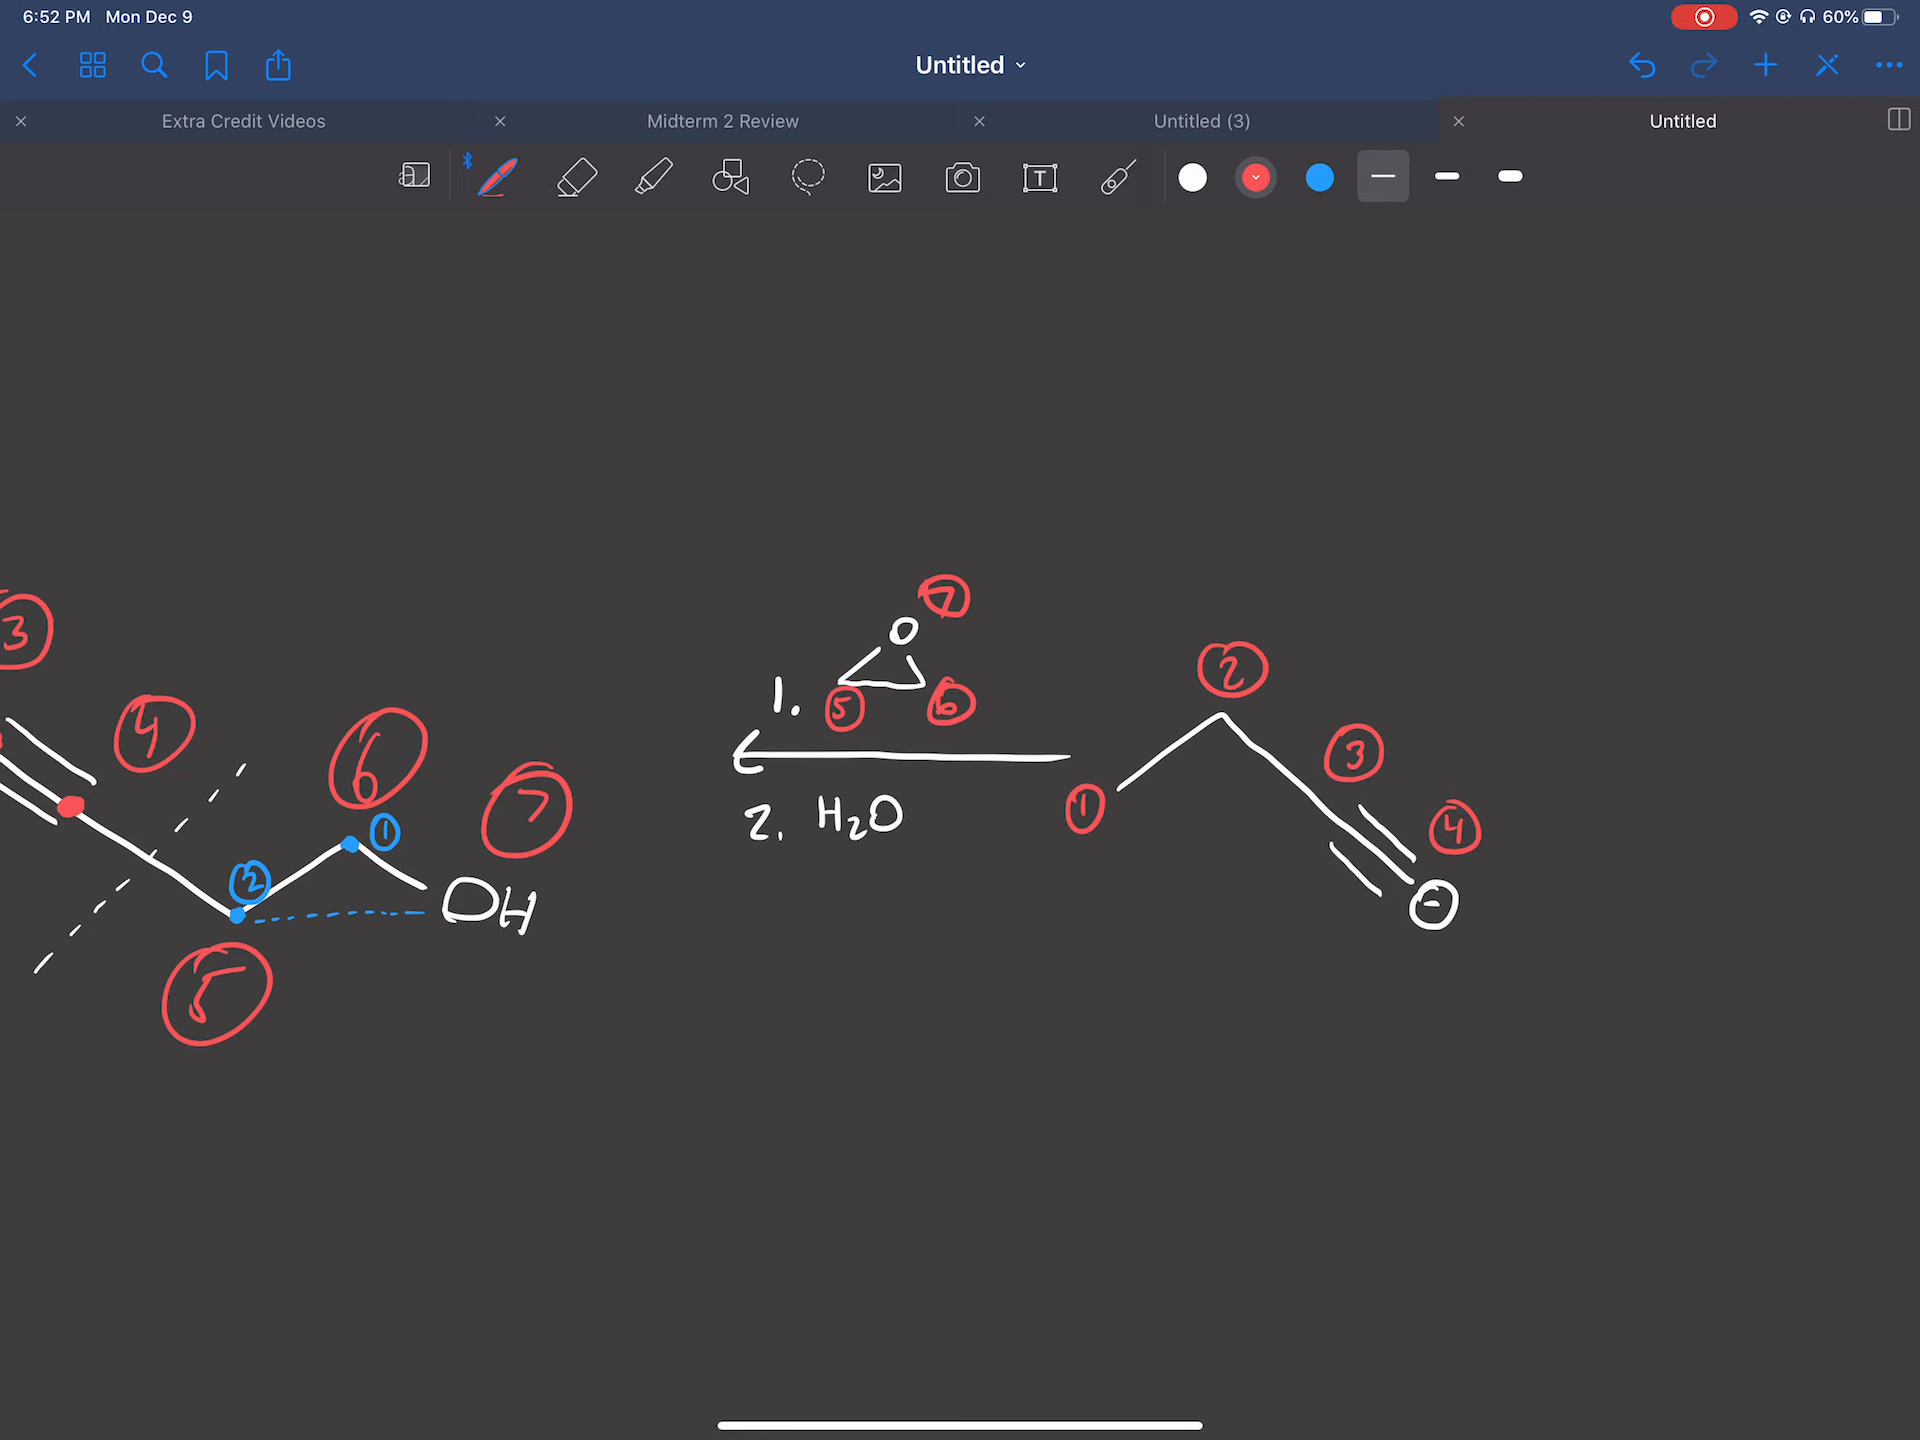 6:52 PM Mon Dec 9
60%
Untitled
Extra Credit Videos
Midterm 2 Review
Untitled (3)
Untitled
T
3
4
6
7
1
2
OH
5
7
O
1.
5 6
2. H₂O
2
3
1
4
-